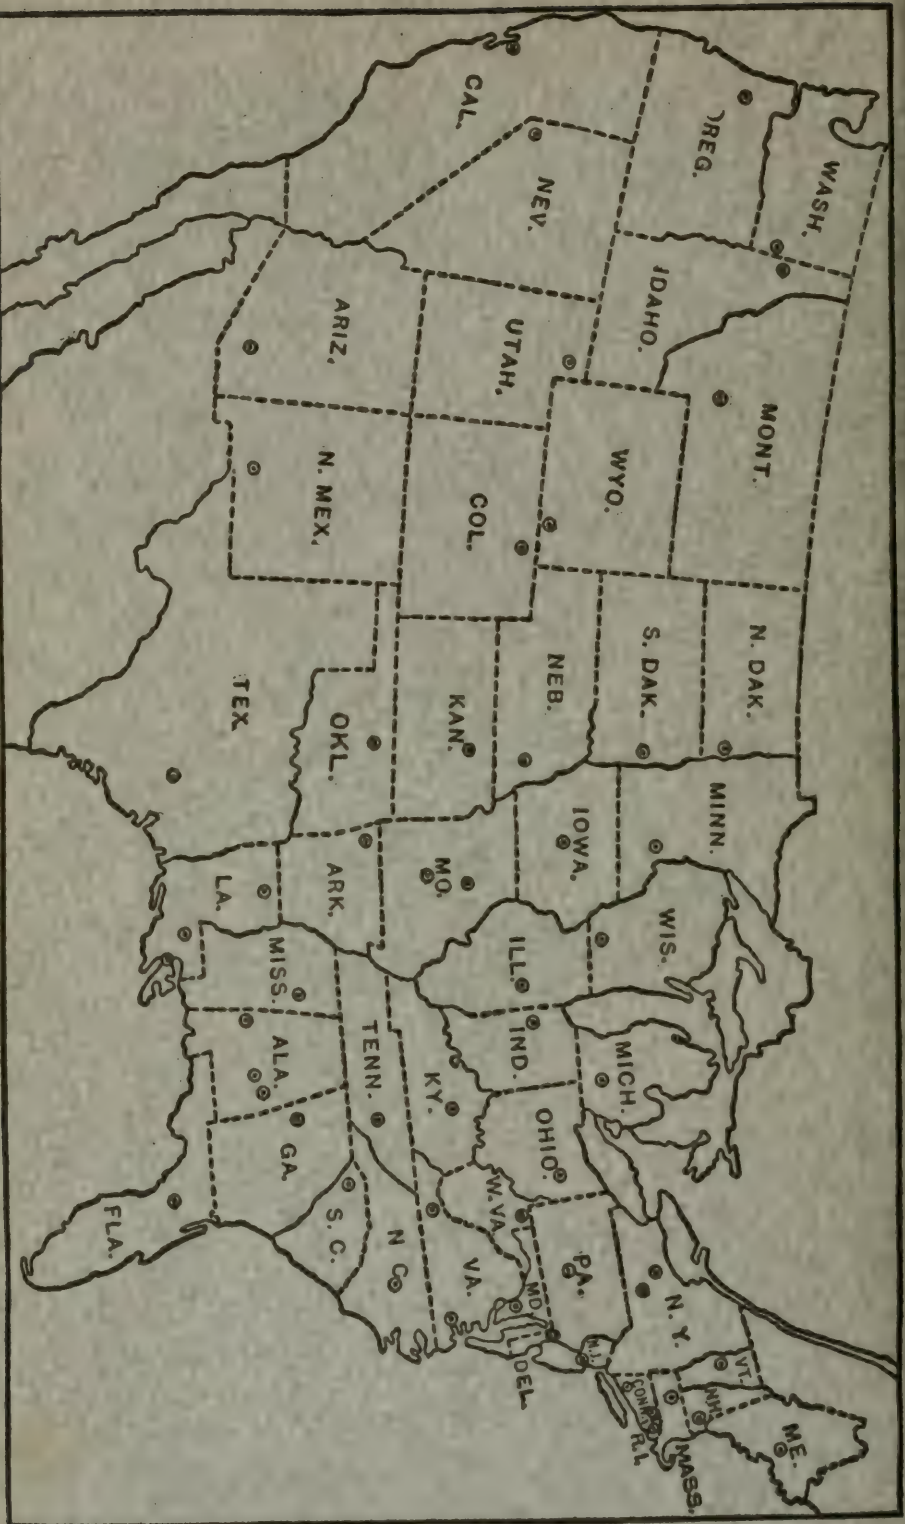 WASH.
)REG.
CAL.
NEV.
IDAHO.
MONT.
WYO.
UTAH,
ARIZ,
COL.
N. MEX,
N. DAK.
S. DAK.
NEB.
KAN.
OKL.
TEX.
MINN.
IOWA.
MO.
ARK.
LA.
WIS.
ILL.
MISS.
MICH.
IND.
OHIO.
KY.
TENN.
ALA.
GA.
FLA.
S. C.
N C.
VA.
W. VA.
MD.
DEL.
PA.
N.J.
N. Y.
CONN.
R.I.
MASS.
VT.
N.H.
ME.